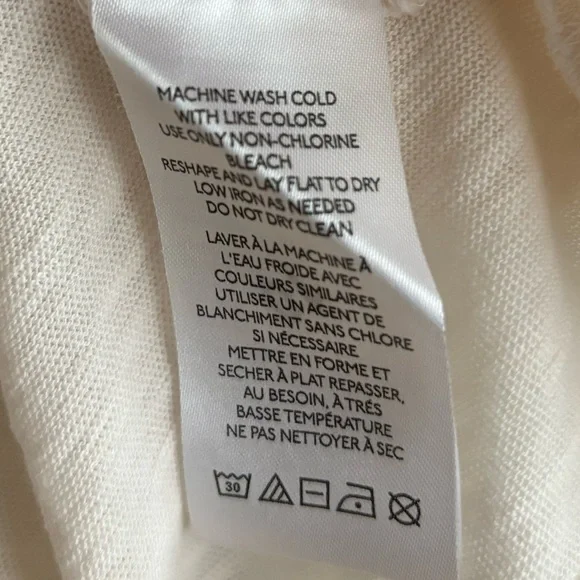 MACHINE WASH COLD
WITH LIKE COLORS
USE ONLY NON-CHLORINE
BLEACH
RESHAPE AND LAY FLAT TO DRY
LOW IRON AS NEEDED
DO NOT DRY CLEAN
LAVER À LA MACHINE À
L'EAU FROIDE AVEC
COULEURS SIMILAIRES
UTILISER UN AGENT DE
BLANCHIMENT SANS CHLORE
SI NÉCESSAIRE
METTRE EN FORME ET
SECHER À PLAT REPASSER,
AU BESOIN, À TRÉS
BASSE TEMPÉRATURE
NE PAS NETTOYER À SEC
30